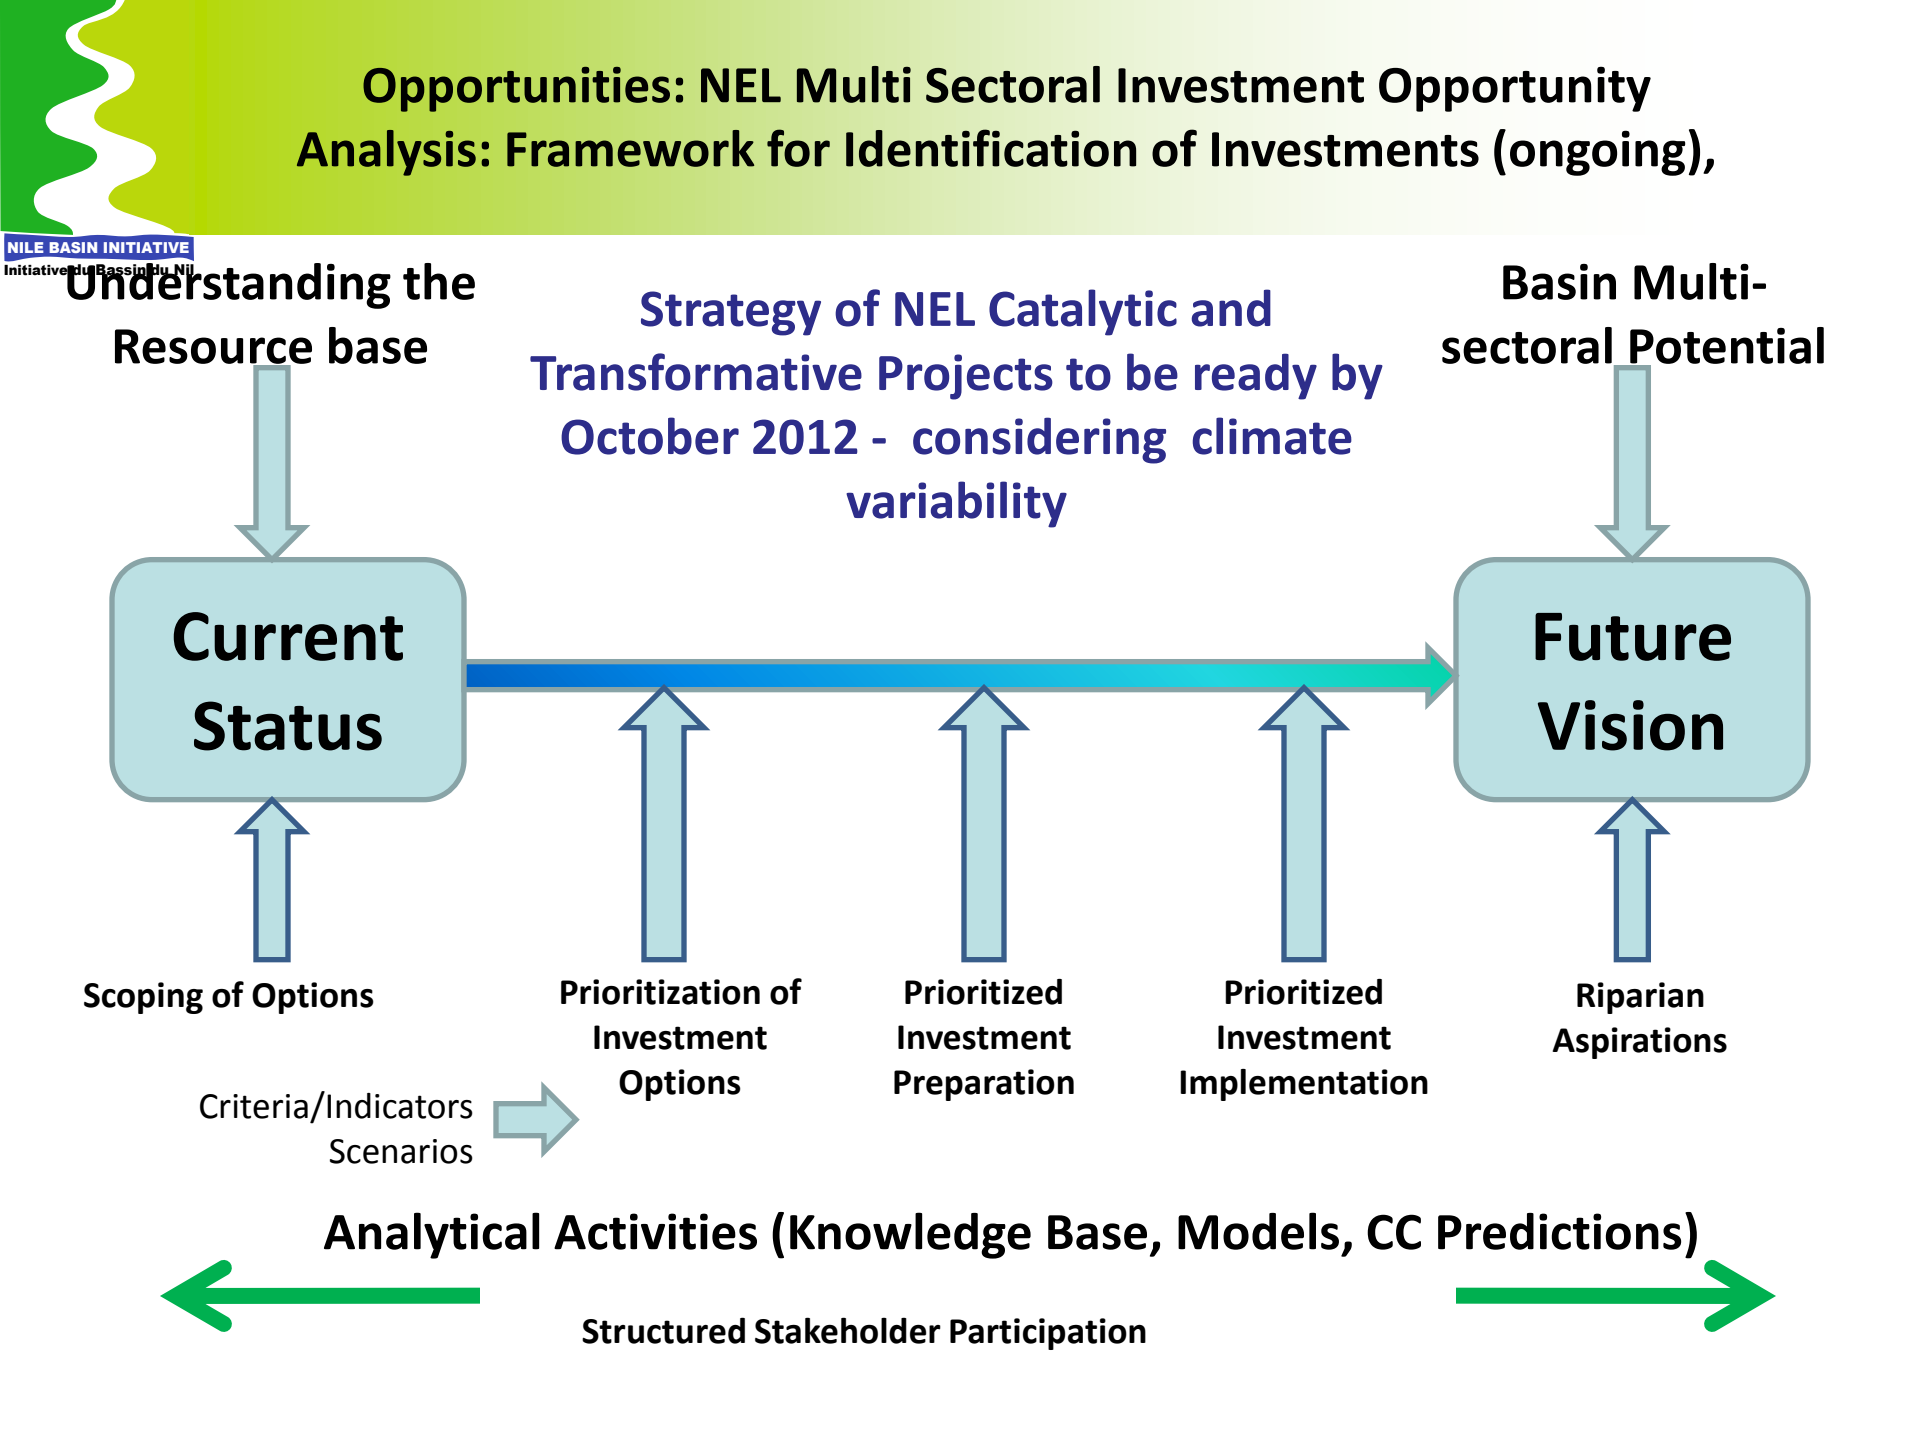 Opportunities: NEL Multi Sectoral Investment Opportunity
Analysis: Framework for Identification of Investments (ongoing),
NILE BASIN INITIATIVE
Initiative du Bassin du Nil
Understanding the
Resource base
Strategy of NEL Catalytic and
Transformative Projects to be ready by
October 2012 -  considering  climate
variability
Basin Multi-
sectoral Potential
Current
Status
Future
Vision
Scoping of Options
Prioritization of
Investment
Options
Prioritized
Investment
Preparation
Prioritized
Investment
Implementation
Riparian
Aspirations
Criteria/Indicators
Scenarios
Analytical Activities (Knowledge Base, Models, CC Predictions)
Structured Stakeholder Participation